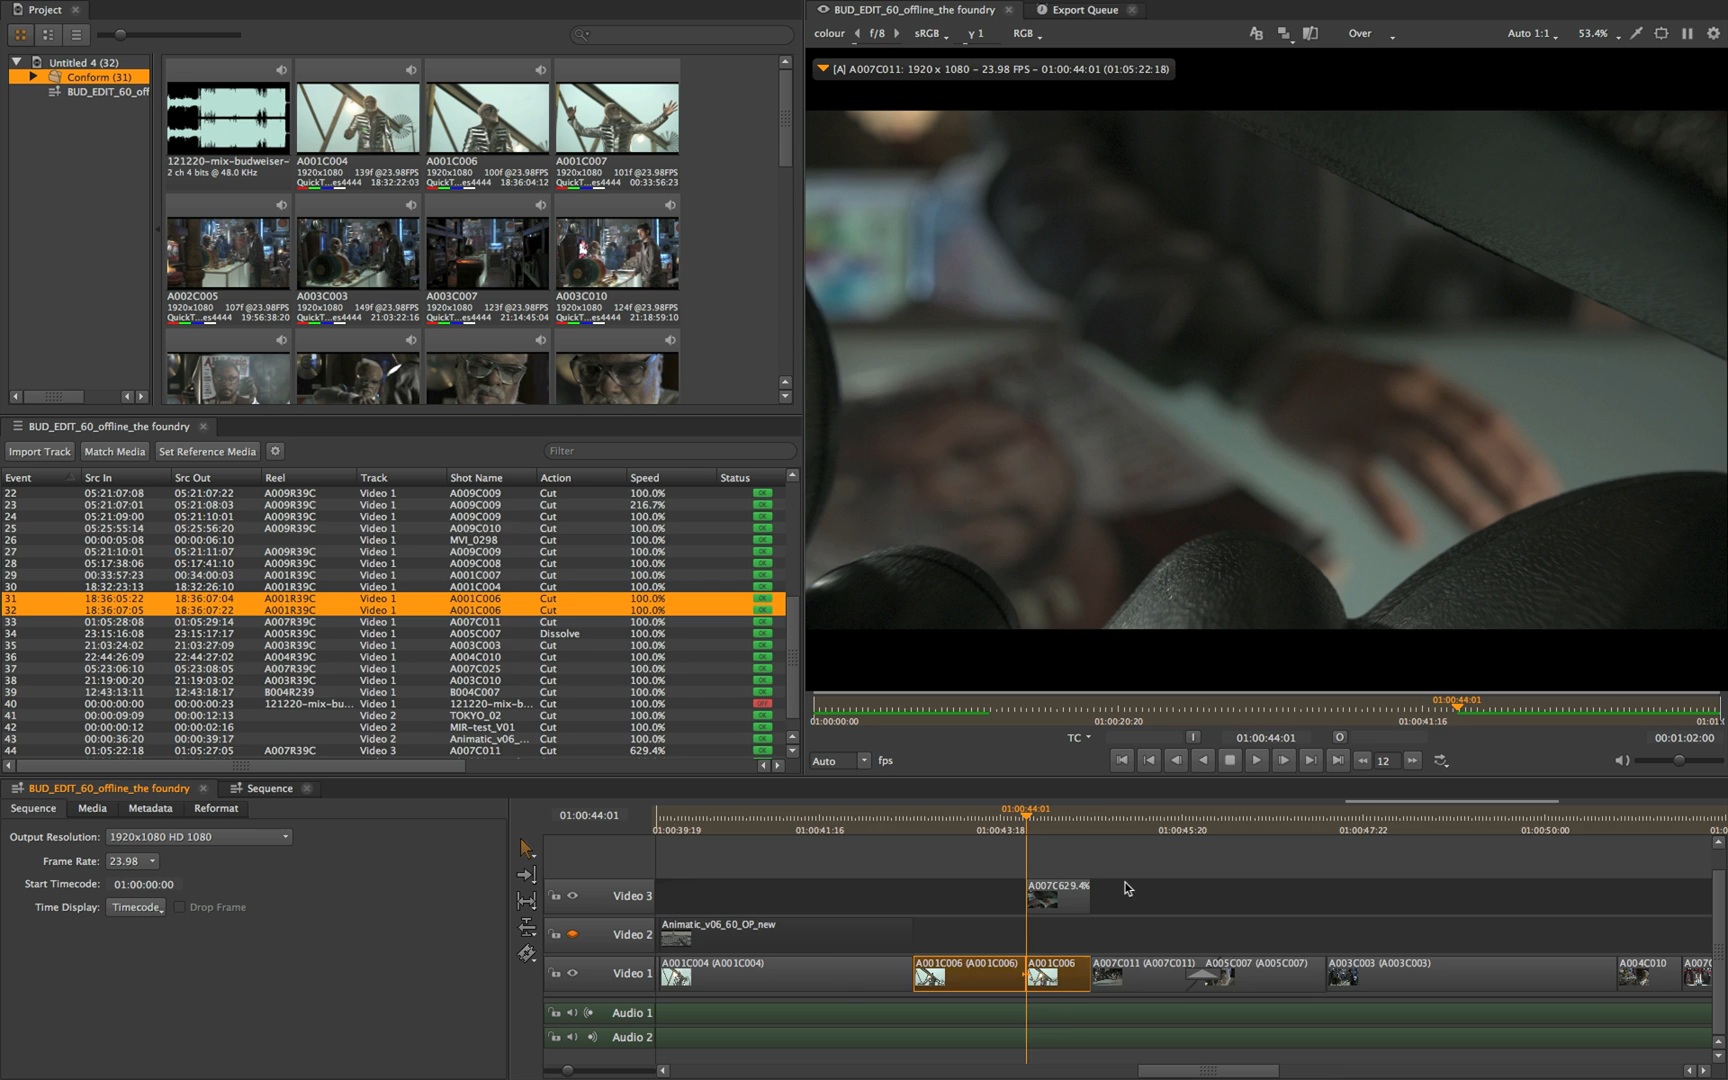 Project
Untitled 4 (32)
Conform (31)
BUD_EDIT_60_off
121220-mix-budweiser-
2 ch 4 bits @ 48.0 KHz
A001C004
1920x1080 139f@23.98FPS
QuickT...es4444 18:32:22:03
A001C006
1920x1080 100f@23.98FPS
QuickT...es4444 18:36:04:12
A001C007
1920x1080 101f@23.98FPS
QuickT...es4444 00:33:56:23
A002C005
1920x1080 107f@23.98FPS
QuickT...es4444 19:56:38:20
A003C003
1920x1080 149f@23.98FPS
QuickT...es4444 21:03:22:16
A003C007
1920x1080 123f@23.98FPS
QuickT...es4444 21:14:45:04
A003C010
1920x1080 124f@23.98FPS
QuickT...es4444 21:18:59:10
BUD_EDIT_60_offline_the foundry
Export Queue
colour f/8 sRGB γ 1 RGB Over Auto 1:1 53.4%
[A] A007C011: 1920 x 1080 – 23.98 FPS – 01:00:44:01 (01:05:22:18)
01:00:44:01
01:00:00:00 01:00:20:20 01:00:41:16
TC I 01:00:44:01 O 00:01:02:00
Auto fps 12
BUD_EDIT_60_offline_the foundry
Import Track Match Media Set Reference Media Filter
Event Src In Src Out Reel Track Shot Name Action Speed Status
22 05:21:07:08 05:21:07:22 A009R39C Video 1 A009C009 Cut 100.0% OK
23 05:21:07:01 05:21:08:03 A009R39C Video 1 A009C009 Cut 216.7% OK
24 05:21:09:00 05:21:10:01 A009R39C Video 1 A009C009 Cut 100.0% OK
25 05:25:55:14 05:25:56:20 A009R39C Video 1 A009C010 Cut 100.0% OK
26 00:00:05:08 00:00:06:10 Video 1 MVI_0298 Cut 100.0% OK
27 05:21:10:01 05:21:11:07 A009R39C Video 1 A009C009 Cut 100.0% OK
28 05:17:38:06 05:17:41:10 A009R39C Video 1 A009C008 Cut 100.0% OK
29 00:33:57:23 00:34:00:03 A001R39C Video 1 A001C007 Cut 100.0% OK
30 18:32:23:13 18:32:26:10 A001R39C Video 1 A001C004 Cut 100.0% OK
31 18:36:05:22 18:36:07:04 A001R39C Video 1 A001C006 Cut 100.0% OK
32 18:36:07:05 18:36:07:22 A001R39C Video 1 A001C006 Cut 100.0% OK
33 01:05:28:08 01:05:29:14 A007R39C Video 1 A007C011 Cut 100.0% OK
34 23:15:16:08 23:15:17:17 A005R39C Video 1 A005C007 Dissolve 100.0% OK
35 21:03:24:02 21:03:27:09 A003R39C Video 1 A003C003 Cut 100.0% OK
36 22:44:26:09 22:44:27:02 A004R39C Video 1 A004C010 Cut 100.0% OK
37 05:23:06:10 05:23:08:05 A007R39C Video 1 A007C025 Cut 100.0% OK
38 21:19:00:20 21:19:03:02 A003R39C Video 1 A003C010 Cut 100.0% OK
39 12:43:13:11 12:43:18:17 B004R239 Video 1 B004C007 Cut 100.0% OK
40 00:00:00:00 00:00:00:23 121220-mix-bu... Video 1 121220-mix-b... Cut 100.0% OFF
41 00:00:09:09 00:00:12:13 Video 2 TOKYO_02 Cut 100.0% OK
42 00:00:00:12 00:00:02:16 Video 2 MIR-test_V01 Cut 100.0% OK
43 00:00:36:20 00:00:39:17 Video 2 Animatic_v06_... Cut 100.0% OK
44 01:05:22:18 01:05:27:05 A007R39C Video 3 A007C011 Cut 629.4% OK
BUD_EDIT_60_offline_the foundry
Sequence
Sequence Media Metadata Reformat
Output Resolution: 1920x1080 HD 1080
Frame Rate: 23.98
Start Timecode: 01:00:00:00
Time Display: Timecode Drop Frame
01:00:44:01
01:00:44:01
01:00:39:19 01:00:41:16 01:00:43:18 01:00:45:20 01:00:47:22 01:00:50:00
Video 3
A007C629.4%
Video 2
Animatic_v06_60_OP_new
Video 1
A001C004 (A001C004)
A001C006 (A001C006)
A001C006
A007C011 (A007C011)
A005C007 (A005C007)
A003C003 (A003C003)
A004C010
Audio 1
Audio 2